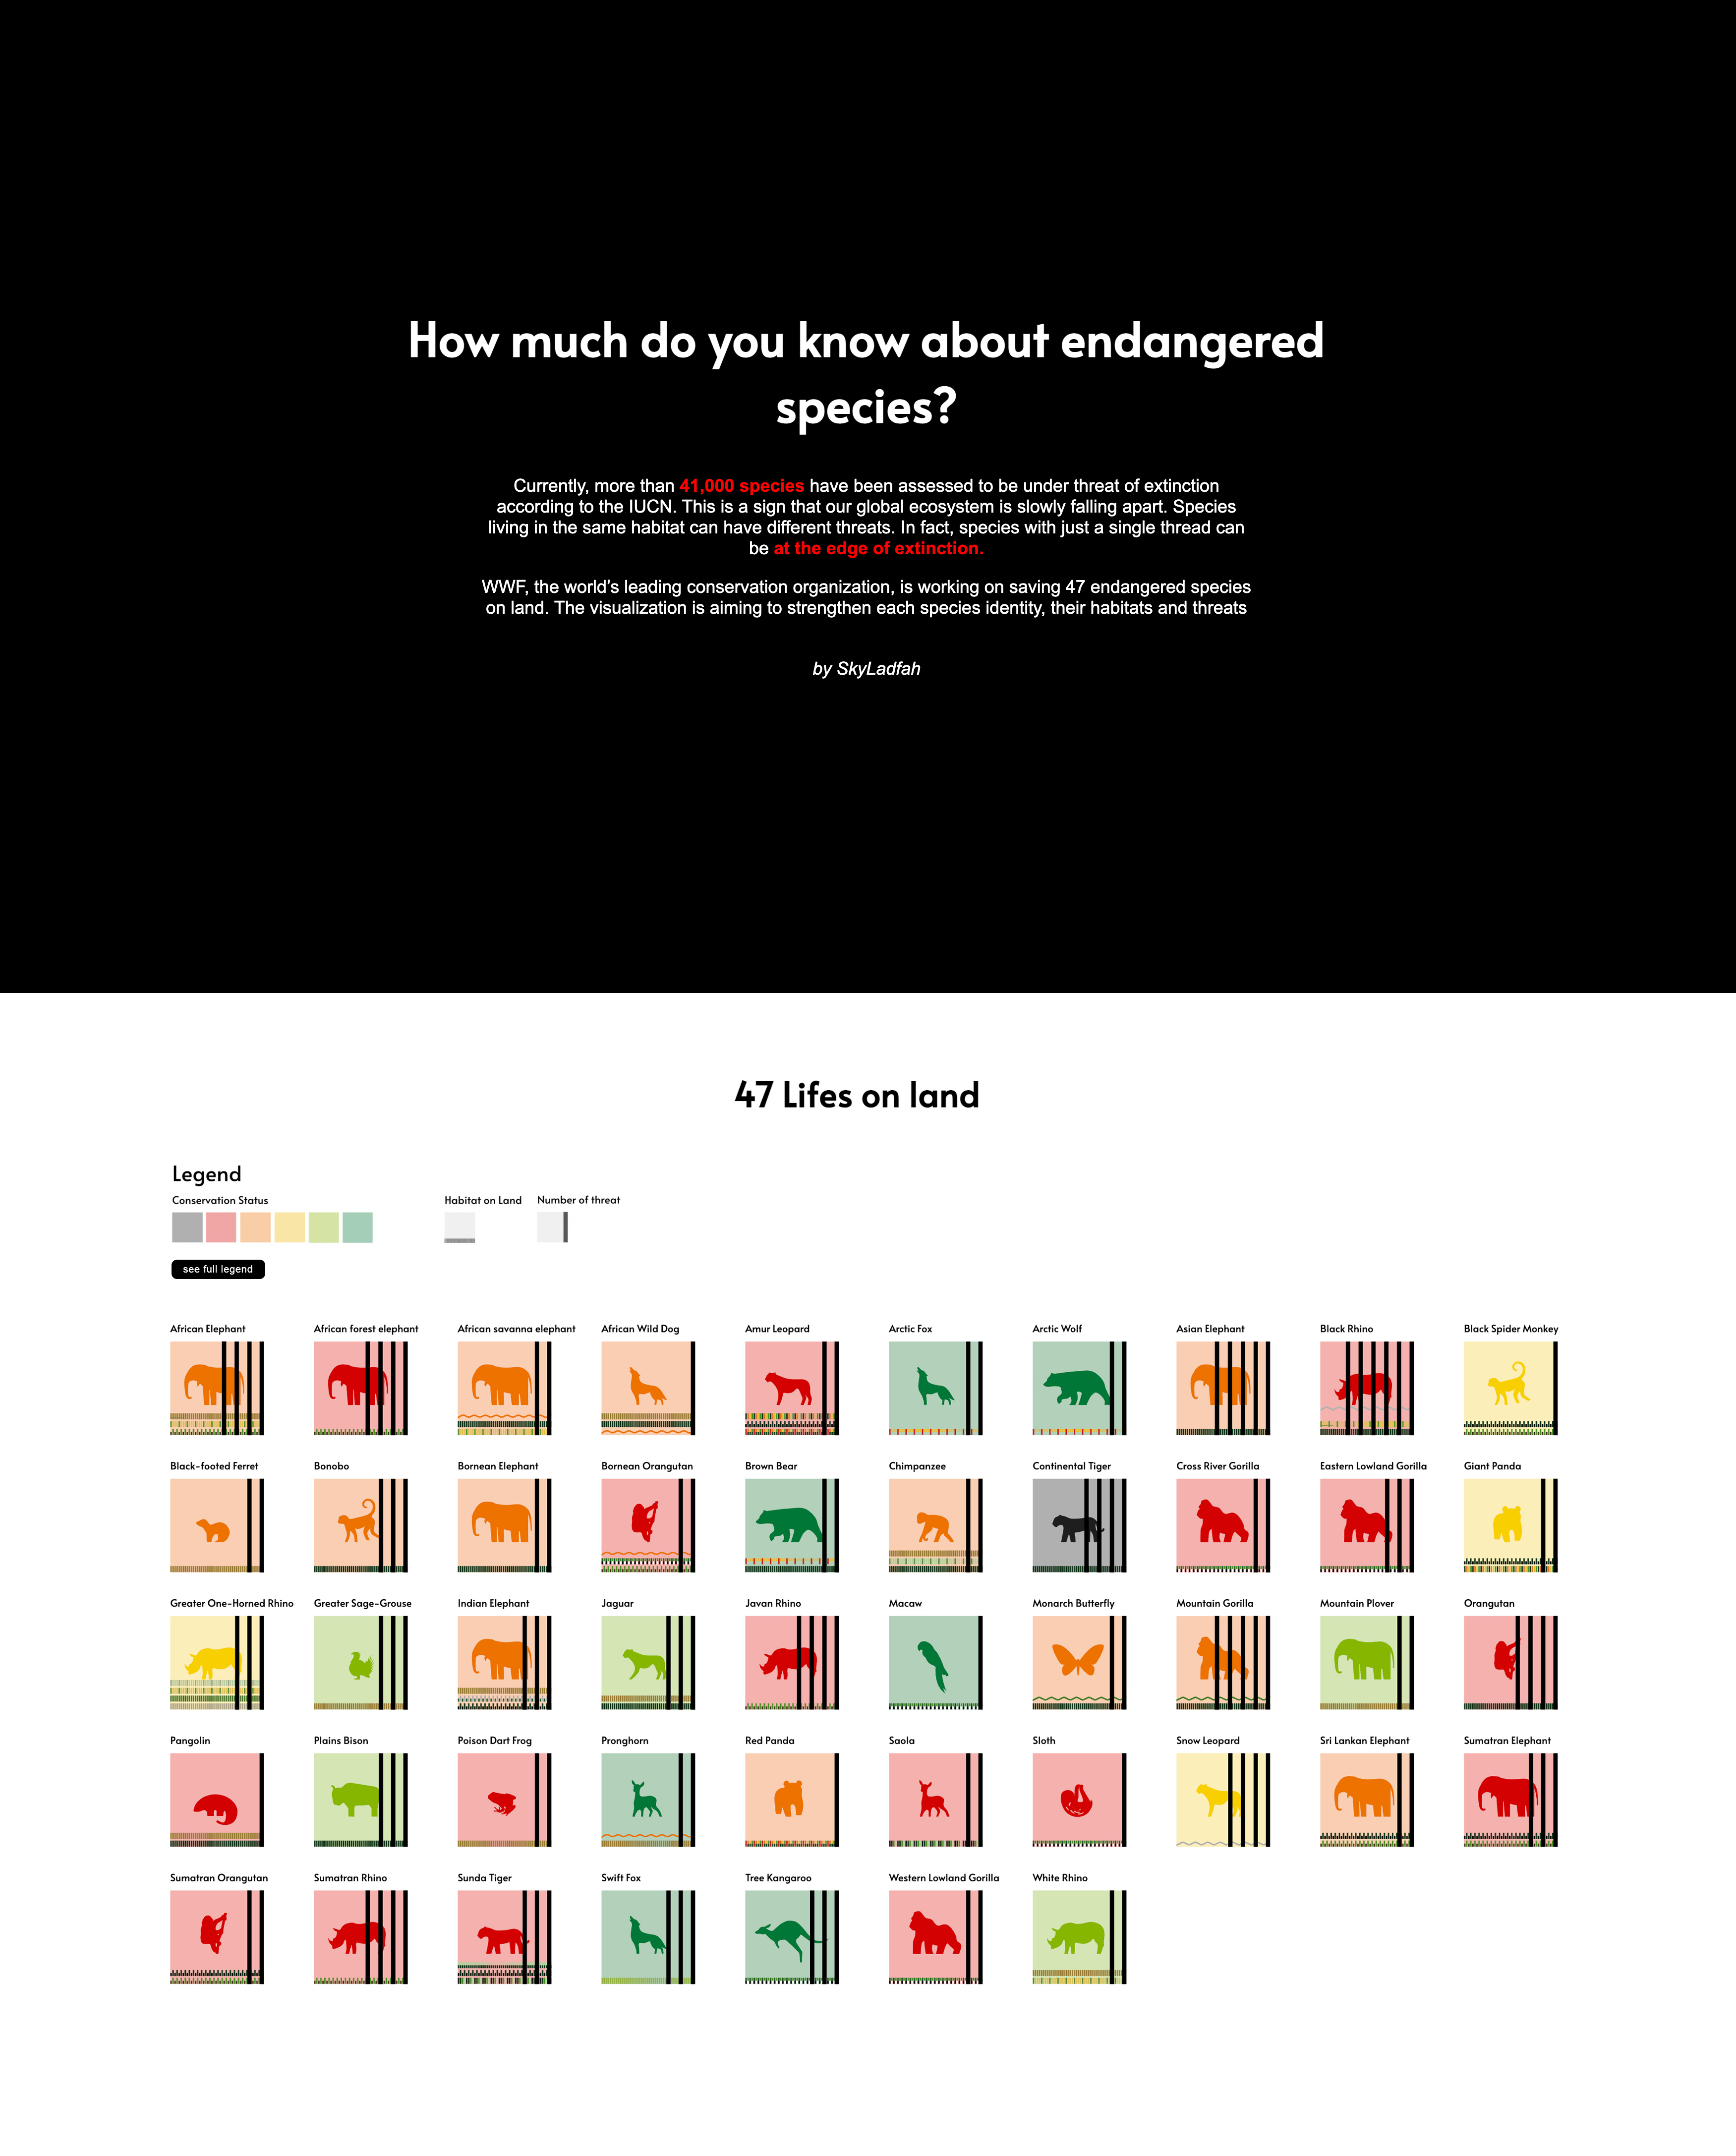 How much do you know about endangered
species?
Currently, more than 41,000 species have been assessed to be under threat of extinction
according to the IUCN. This is a sign that our global ecosystem is slowly falling apart. Species
living in the same habitat can have different threats. In fact, species with just a single thread can
be at the edge of extinction.
WWF, the world's leading conservation organization, is working on saving 47 endangered species
on land. The visualization is aiming to strengthen each species identity, their habitats and threats
by SkyLadfah
47 Lifes on land
Legend
Conservation Status
Habitat on Land
Number of threat
see full legend
African Elephant
African forest elephant
African savanna elephant
African Wild Dog
Amur Leopard
Arctic Fox
Arctic Wolf
Asian Elephant
Black Rhino
Black Spider Monkey
Black-footed Ferret
Bonobo
Bornean Elephant
Bornean Orangutan
Brown Bear
Chimpanzee
Continental Tiger
Cross River Gorilla
Eastern Lowland Gorilla
Giant Panda
Greater One-Horned Rhino
Greater Sage-Grouse
Indian Elephant
Jaguar
Javan Rhino
Macaw
Monarch Butterfly
Mountain Gorilla
Mountain Plover
Orangutan
Pangolin
Plains Bison
Poison Dart Frog
Pronghorn
Red Panda
Saola
Sloth
Snow Leopard
Sri Lankan Elephant
Sumatran Elephant
Sumatran Orangutan
Sumatran Rhino
Sunda Tiger
Swift Fox
Tree Kangaroo
Western Lowland Gorilla
White Rhino